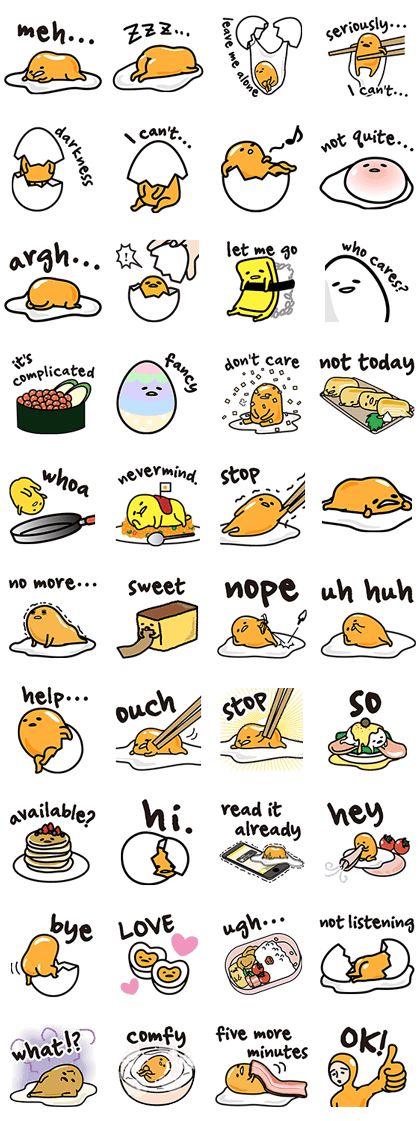 meh...
zzz...
leave me alone
seriously...
I can't...
darkness
I can't...
not quite...
argh...
!
let me go
who cares?
it's
complicated
fancy
don't care
not today
whoa
nevermind.
stop
no more...
sweet
nope
uh huh
help...
ouch
stop
so
available?
hi.
read it
already
hey
bye
LOVE
ugh...
not listening
what!?
comfy
five more
minutes
OK!